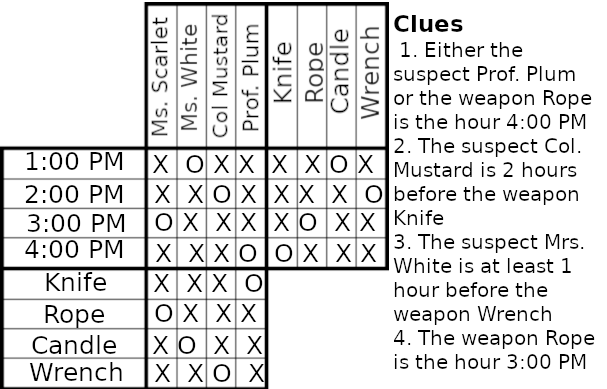 Ms. Scarlet
Ms. White
Col Mustard
Prof. Plum
Knife
Rope
Candle
Wrench
1:00 PM X O X X X X O X
2:00 PM X X O X X X X O
3:00 PM O X X X X O X X
4:00 PM X X X O O X X X
Knife X X X O
Rope O X X X
Candle X O X X
Wrench X X O X
Clues
1. Either the
suspect Prof. Plum
or the weapon Rope
is the hour 4:00 PM
2. The suspect Col.
Mustard is 2 hours
before the weapon
Knife
3. The suspect Mrs.
White is at least 1
hour before the
weapon Wrench
4. The weapon Rope
is the hour 3:00 PM